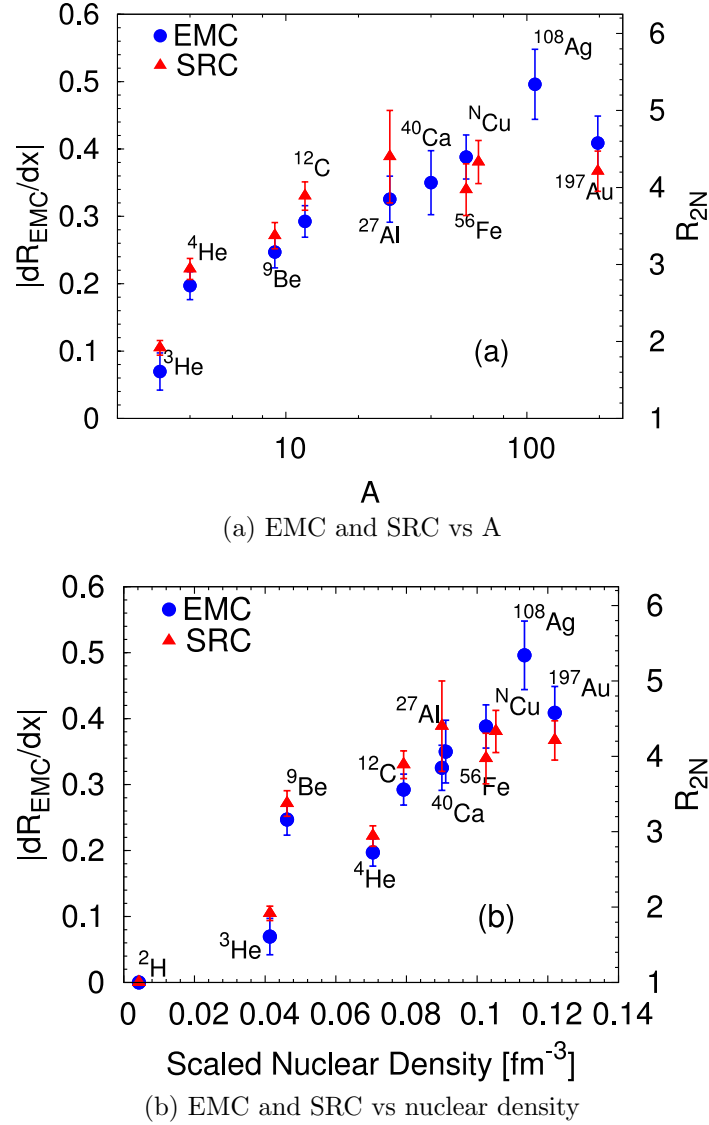 0.6
0.5
0.4
0.3
0.2
0.1
0
|dR_EMC/dx|
EMC
SRC
³He
⁴He
⁹Be
¹²C
²⁷Al
⁴⁰Ca
⁵⁶Fe
ᴺCu
¹⁰⁸Ag
¹⁹⁷Au
(a)
6
5
4
3
2
1
R_2N
10 100
A
(a) EMC and SRC vs A
0.6
0.5
0.4
0.3
0.2
0.1
0
|dR_EMC/dx|
EMC
SRC
²H
³He
⁹Be
⁴He
¹²C
²⁷Al
⁴⁰Ca
⁵⁶Fe
ᴺCu
¹⁰⁸Ag
¹⁹⁷Au
(b)
6
5
4
3
2
1
R_2N
0 0.02 0.04 0.06 0.08 0.1 0.12 0.14
Scaled Nuclear Density [fm⁻³]
(b) EMC and SRC vs nuclear density